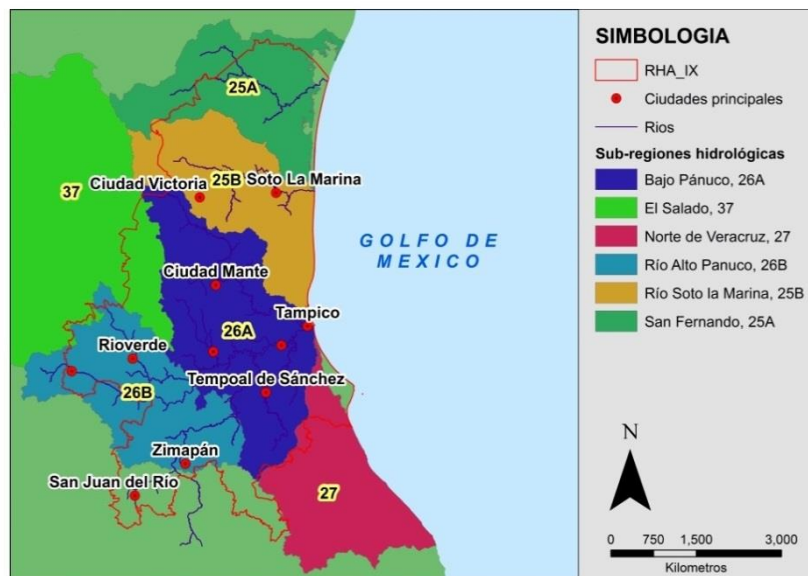 25A
25B
Ciudad Victoria
Soto La Marina
37
GOLFO DE
MEXICO
Ciudad Mante
Tampico
26A
Rioverde
Tempoal de Sánchez
26B
Zimapán
San Juan del Río
27
SIMBOLOGIA
RHA_IX
Ciudades principales
Rios
Sub-regiones hidrológicas
Bajo Pánuco, 26A
El Salado, 37
Norte de Veracruz, 27
Río Alto Panuco, 26B
Río Soto la Marina, 25B
San Fernando, 25A
N
0 750 1,500 3,000
Kilometros